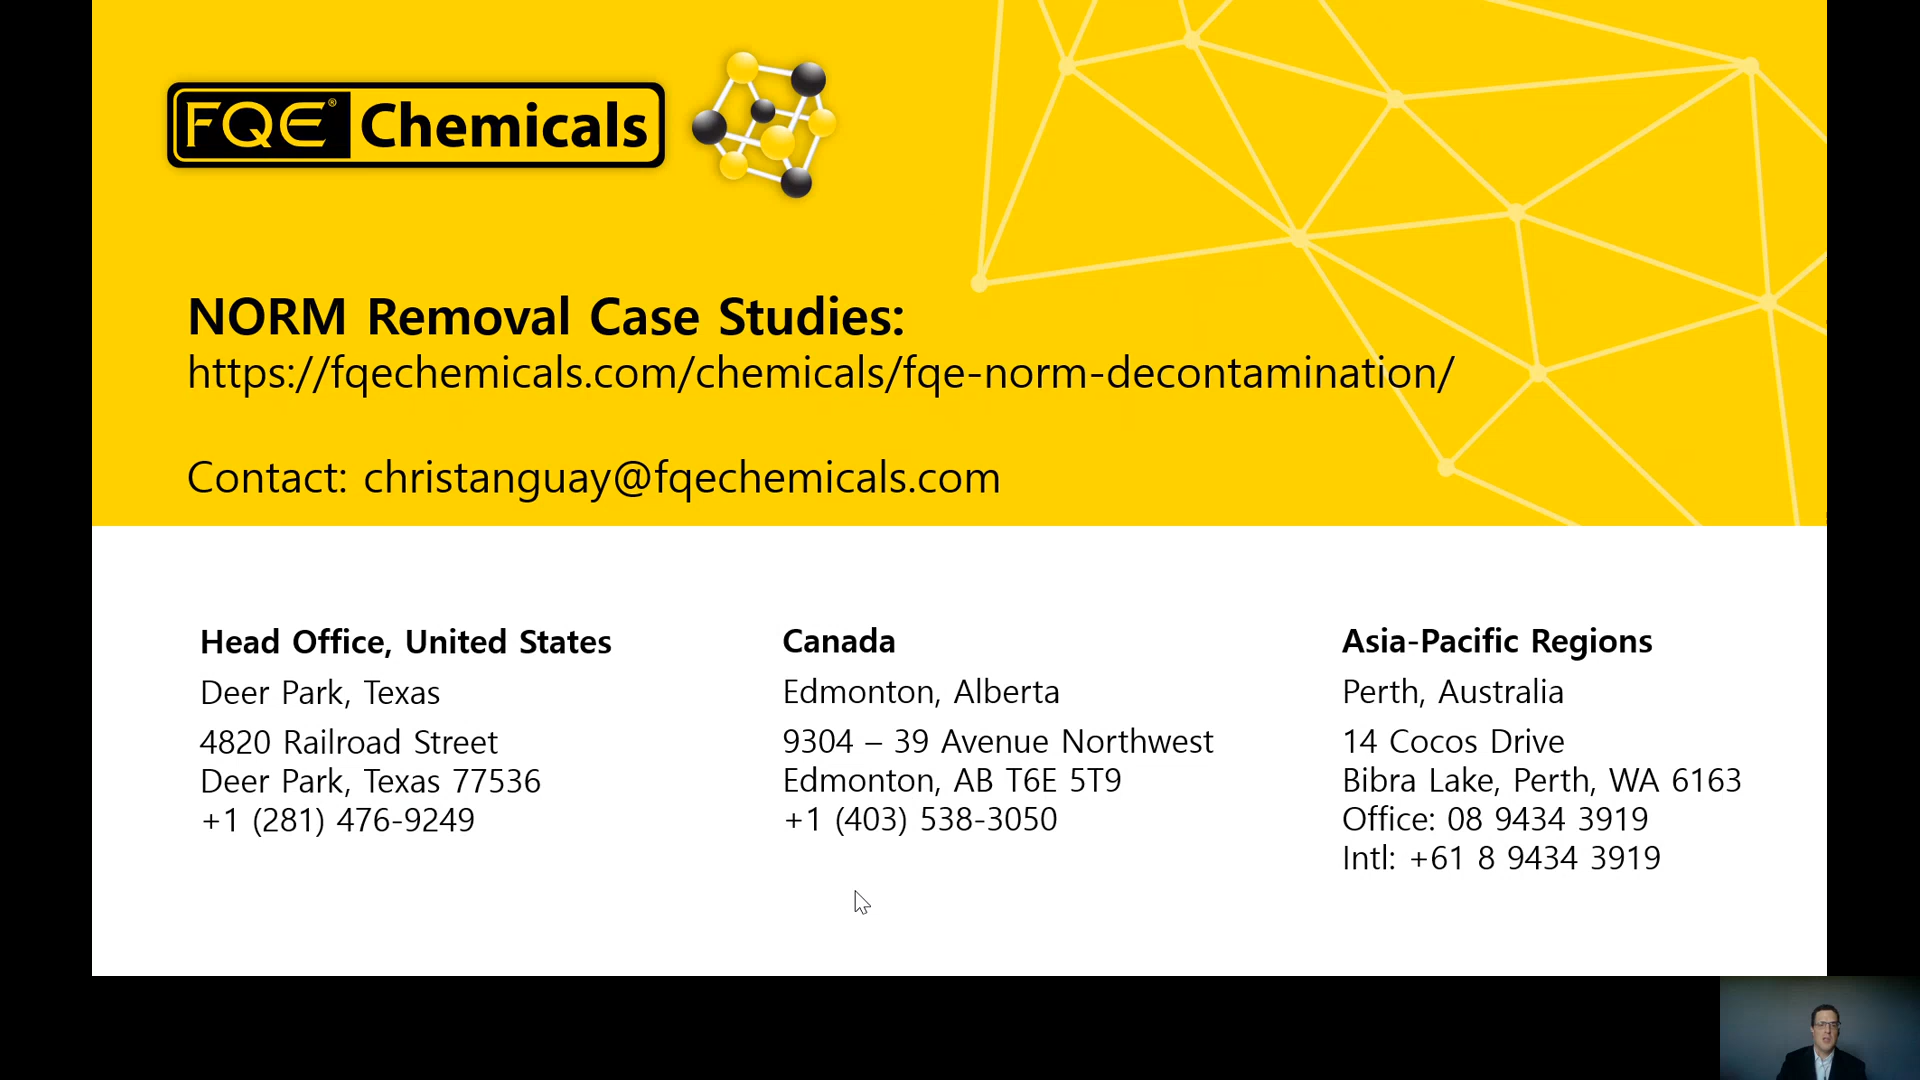 FQE® Chemicals
NORM Removal Case Studies:
https://fqechemicals.com/chemicals/fqe-norm-decontamination/
Contact: christanguay@fqechemicals.com
Head Office, United States
Deer Park, Texas
4820 Railroad Street
Deer Park, Texas 77536
+1 (281) 476-9249
Canada
Edmonton, Alberta
9304 – 39 Avenue Northwest
Edmonton, AB T6E 5T9
+1 (403) 538-3050
Asia-Pacific Regions
Perth, Australia
14 Cocos Drive
Bibra Lake, Perth, WA 6163
Office: 08 9434 3919
Intl: +61 8 9434 3919